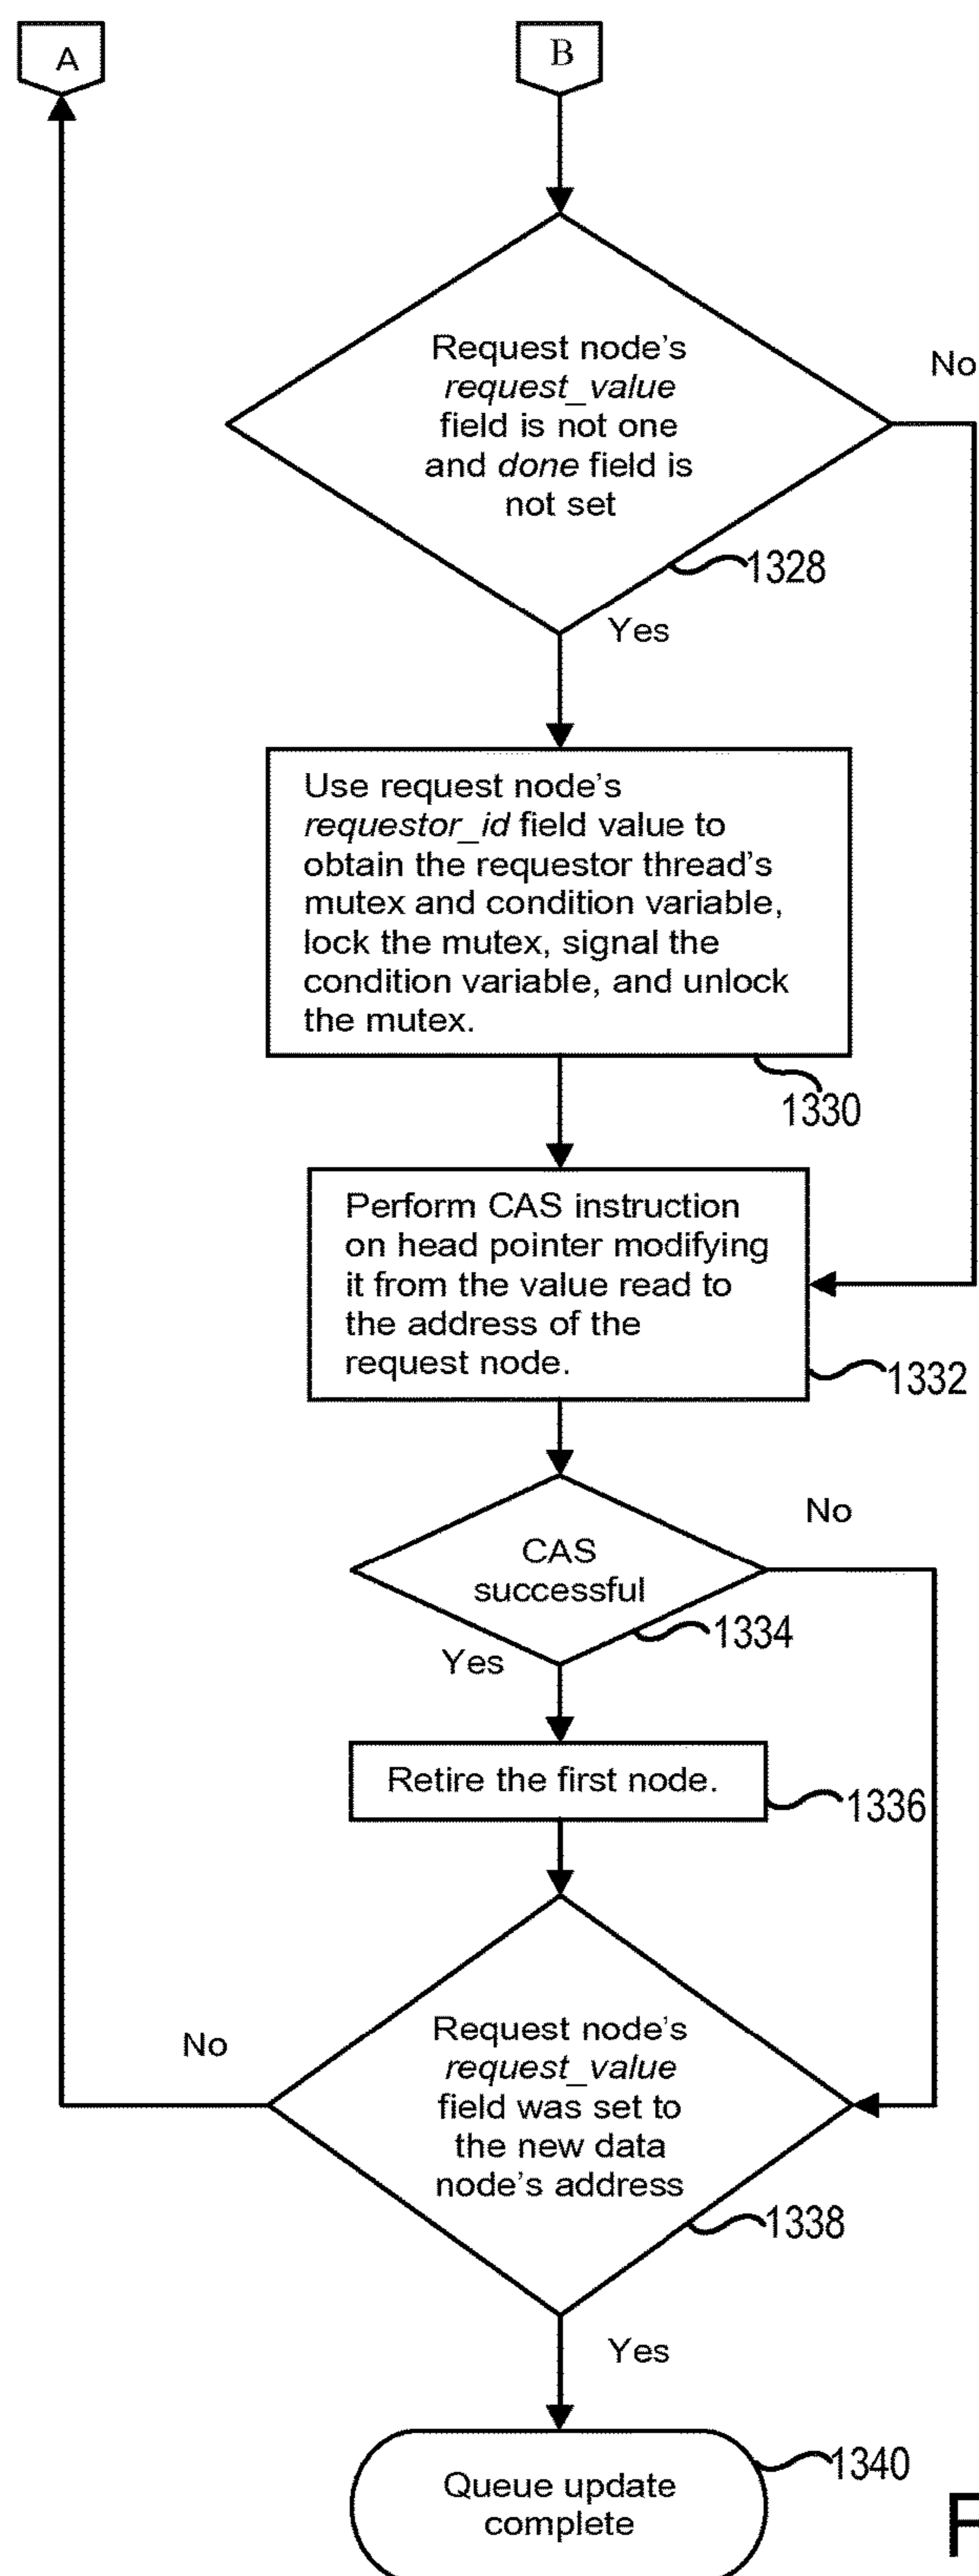 A
B
Request node's
request_value
field is not one
and done field is
not set
No
1328
Yes
Use request node's
requestor_id field value to
obtain the requestor thread's
mutex and condition variable,
lock the mutex, signal the
condition variable, and unlock
the mutex.
1330
Perform CAS instruction
on head pointer modifying
it from the value read to
the address of the
request node.
1332
No
CAS
successful
1334
Yes
Retire the first node.
1336
No
Request node's
request_value
field was set to
the new data
node's address
1338
Yes
1340
Queue update
complete
F